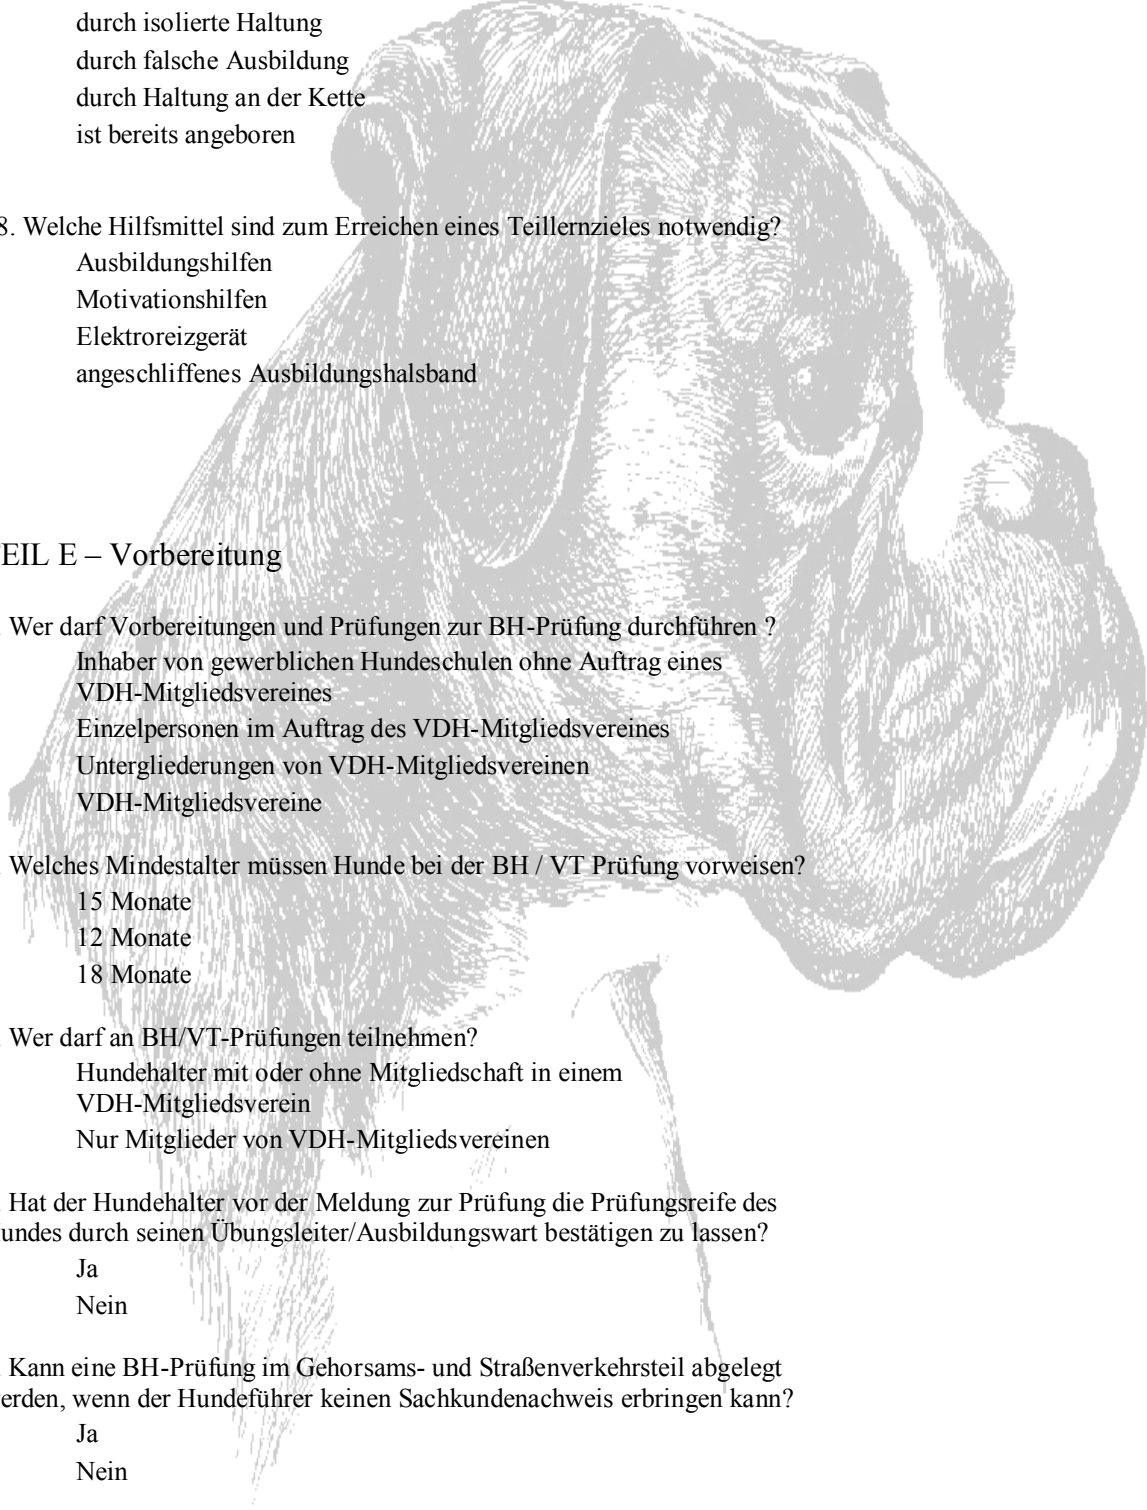 durch isolierte Haltung
durch falsche Ausbildung
durch Haltung an der Kette
ist bereits angeboren
8. Welche Hilfsmittel sind zum Erreichen eines Teillernzieles notwendig?
Ausbildungshilfen
Motivationshilfen
Elektroreizgerät
angeschliffenes Ausbildungshalsband
EIL E – Vorbereitung
. Wer darf Vorbereitungen und Prüfungen zur BH-Prüfung durchführen ?
Inhaber von gewerblichen Hundeschulen ohne Auftrag eines
VDH-Mitgliedsvereines
Einzelpersonen im Auftrag des VDH-Mitgliedsvereines
Untergliederungen von VDH-Mitgliedsvereinen
VDH-Mitgliedsvereine
Welches Mindestalter müssen Hunde bei der BH / VT Prüfung vorweisen?
15 Monate
12 Monate
18 Monate
. Wer darf an BH/VT-Prüfungen teilnehmen?
Hundehalter mit oder ohne Mitgliedschaft in einem
VDH-Mitgliedsverein
Nur Mitglieder von VDH-Mitgliedsvereinen
. Hat der Hundehalter vor der Meldung zur Prüfung die Prüfungsreife des
undes durch seinen Übungsleiter/Ausbildungswart bestätigen zu lassen?
Ja
Nein
. Kann eine BH-Prüfung im Gehorsams- und Straßenverkehrsteil abgelegt
erden, wenn der Hundeführer keinen Sachkundenachweis erbringen kann?
Ja
Nein